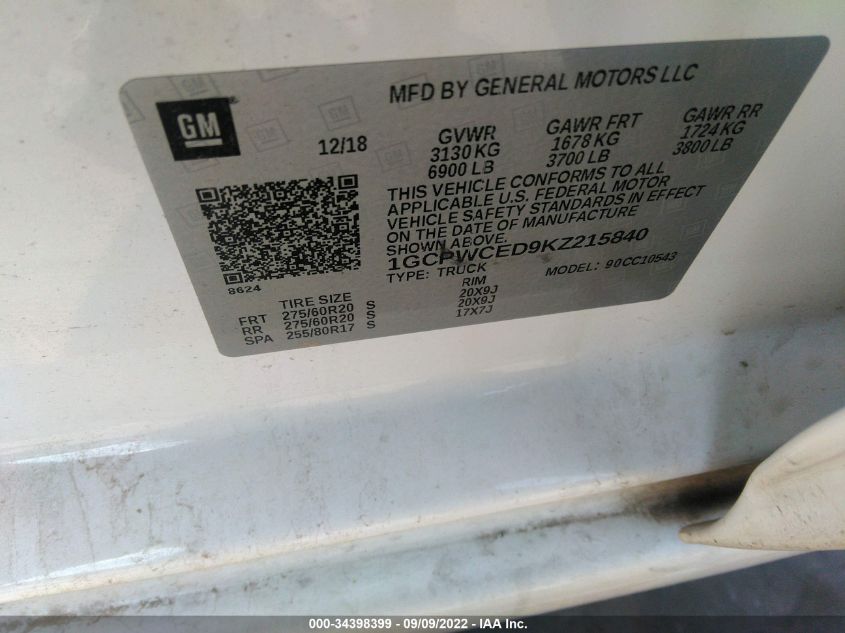 GM
MFD BY GENERAL MOTORS LLC
12/18
GVWR GAWR FRT GAWR RR
3130 KG 1678 KG 1724 KG
6900 LB 3700 LB 3800 LB
THIS VEHICLE CONFORMS TO ALL
APPLICABLE U.S. FEDERAL MOTOR
VEHICLE SAFETY STANDARDS IN EFFECT
ON THE DATE OF MANUFACTURE
SHOWN ABOVE.
1GCPWCED9KZ215840
TYPE: TRUCK MODEL: 90CC10543
8624
TIRE SIZE RIM
FRT 275/60R20 S 20X9J
RR 275/60R20 S 20X9J
SPA 255/80R17 S 17X7J
000-34398399 - 09/09/2022 - IAA Inc.